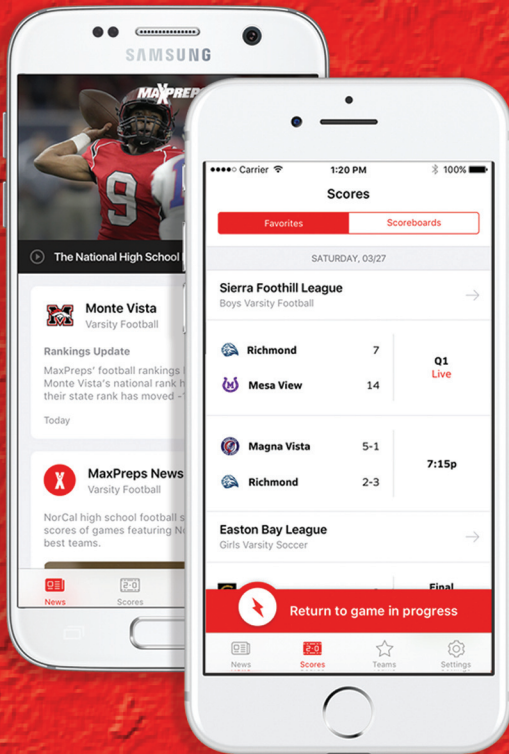 SAMSUNG
MAXPREP
9
The National High School
Monte Vista
Varsity Football
Rankings Update
MaxPreps' football rankings
Monte Vista's national rank h
their state rank has moved -
Today
X
MaxPreps News
Varsity Football
NorCal high school football s
scores of games featuring No
best teams.
News
Scores
Carrier 1:20 PM 100%
Scores
Favorites Scoreboards
SATURDAY, 03/27
Sierra Foothill League
Boys Varsity Football
Richmond 7
Mesa View 14
Q1
Live
Magna Vista 5-1
Richmond 2-3
7:15p
Easton Bay League
Girls Varsity Soccer
Final
Return to game in progress
News Scores Teams Settings